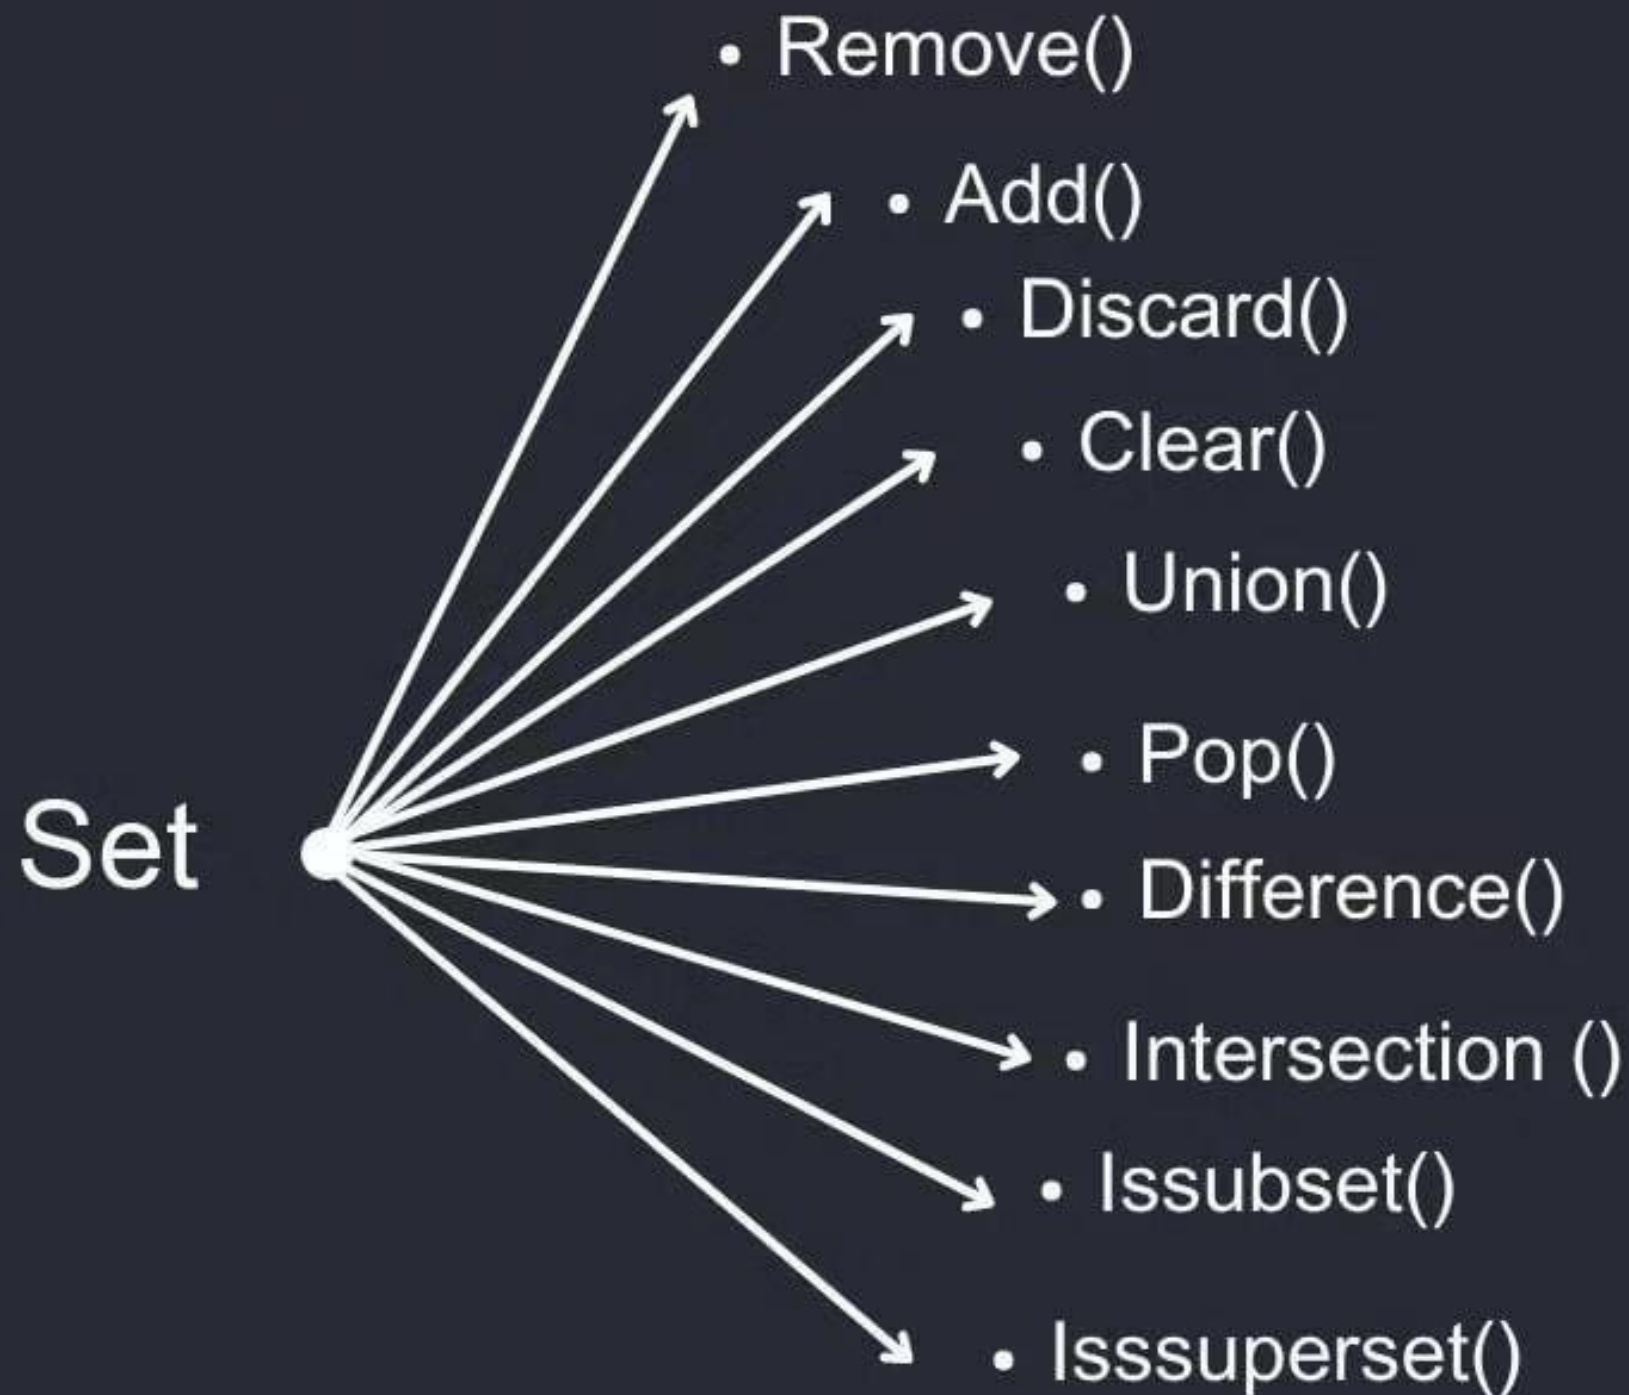 • Remove()
• Add()
• Discard()
• Clear()
• Union()
• Pop()
Set
• Difference()
• Intersection ()
• Issubset()
• Isssuperset()